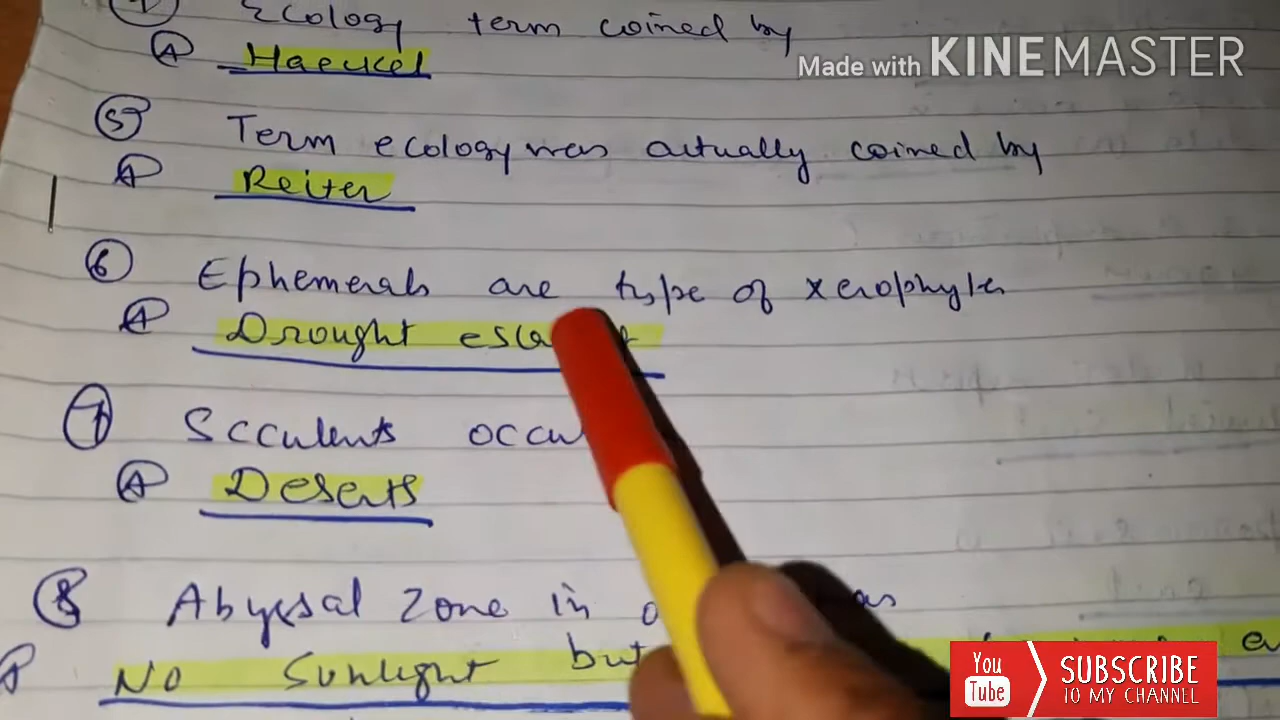 Ecology term coined by
A Haeckel
Made with KINEMASTER
5 Term ecology was actually coined by
A Reiter
6 Ephemerals are type of xerophytes
A Drought
7 Scculents
A Deserts
8 Abyssal zone in
A No Sunlight but
You Tube SUBSCRIBE
TO MY CHANNEL